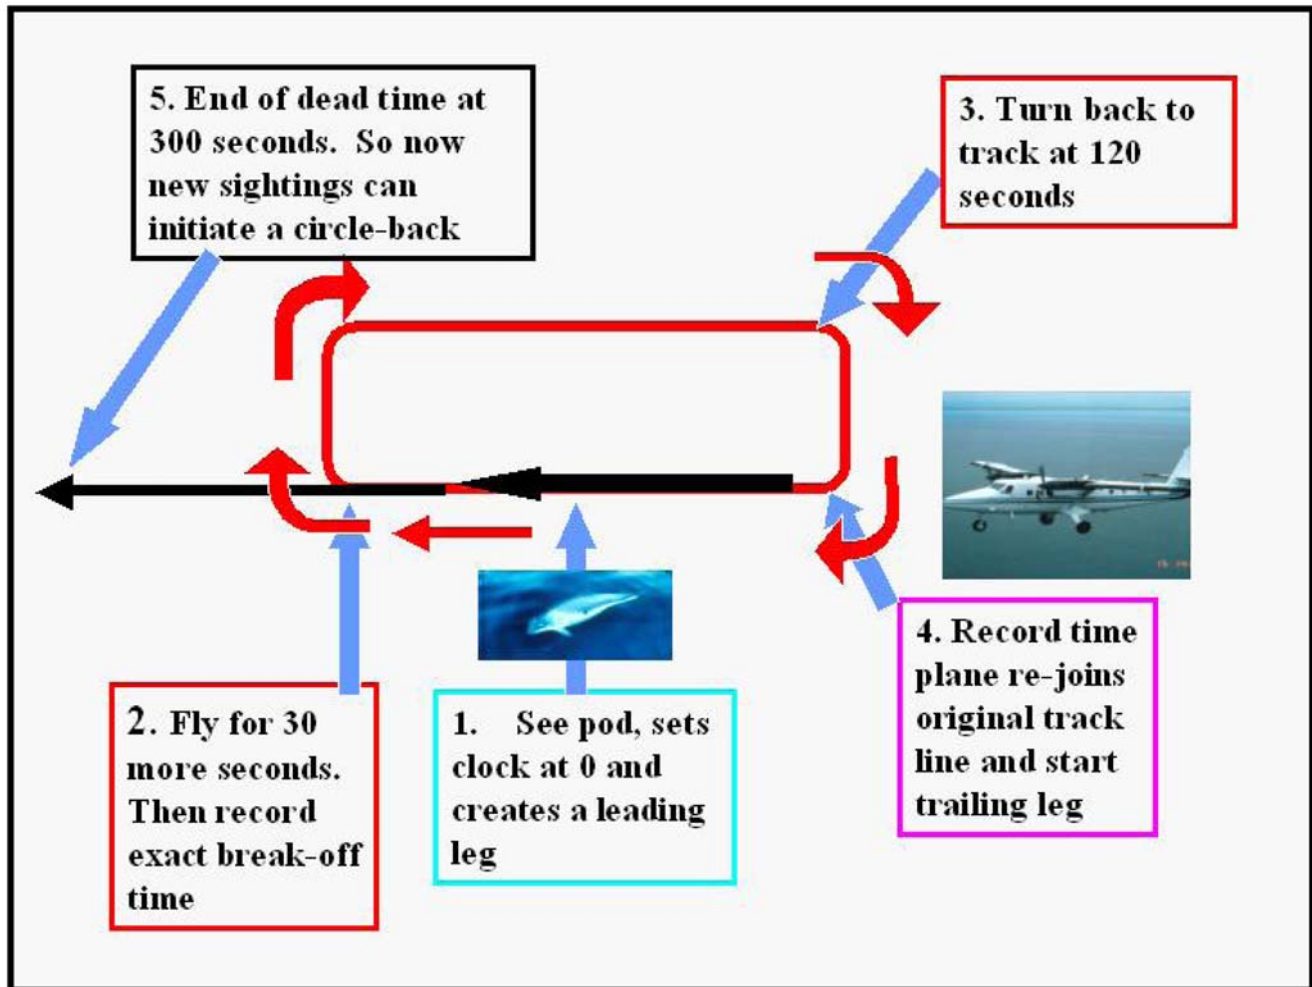 5. End of dead time at
300 seconds. So now
new sightings can
initiate a circle-back
3. Turn back to
track at 120
seconds
2. Fly for 30
more seconds.
Then record
exact break-off
time
1. See pod, sets
clock at 0 and
creates a leading
leg
4. Record time
plane re-joins
original track
line and start
trailing leg